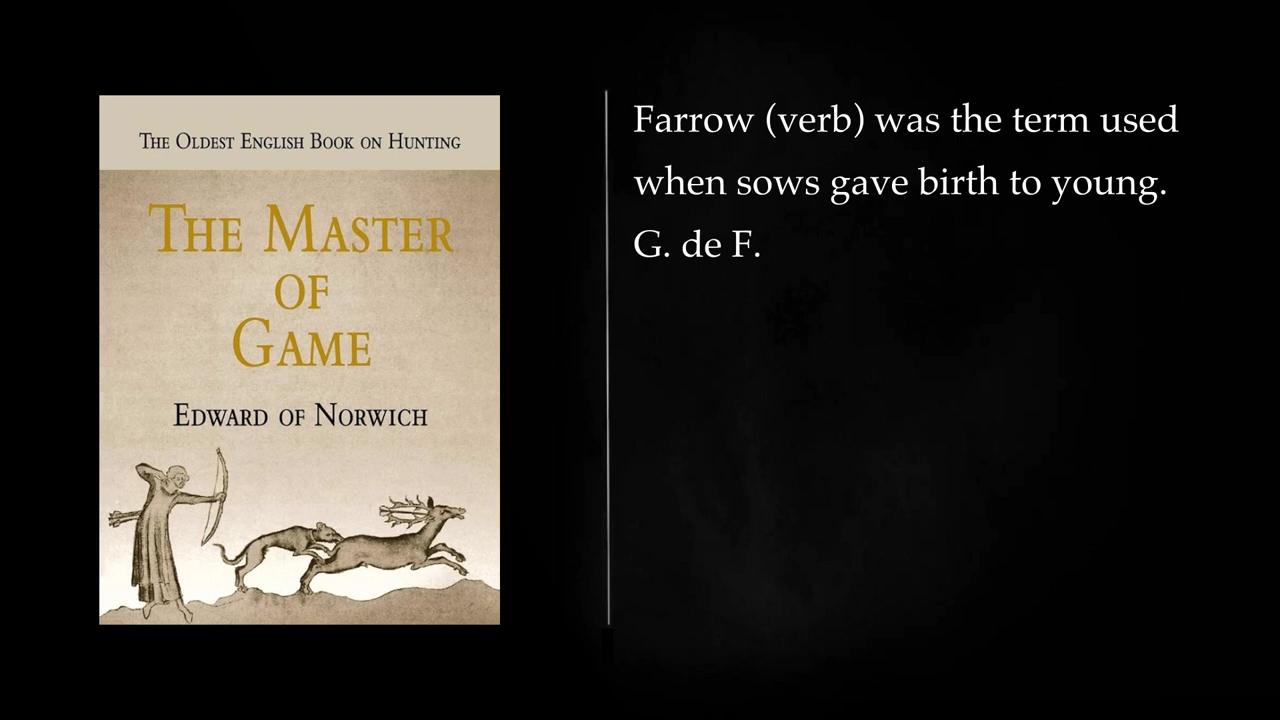 THE OLDEST ENGLISH BOOK ON HUNTING
THE MASTER
OF
GAME
EDWARD OF NORWICH
Farrow (verb) was the term used
when sows gave birth to young.
G. de F.